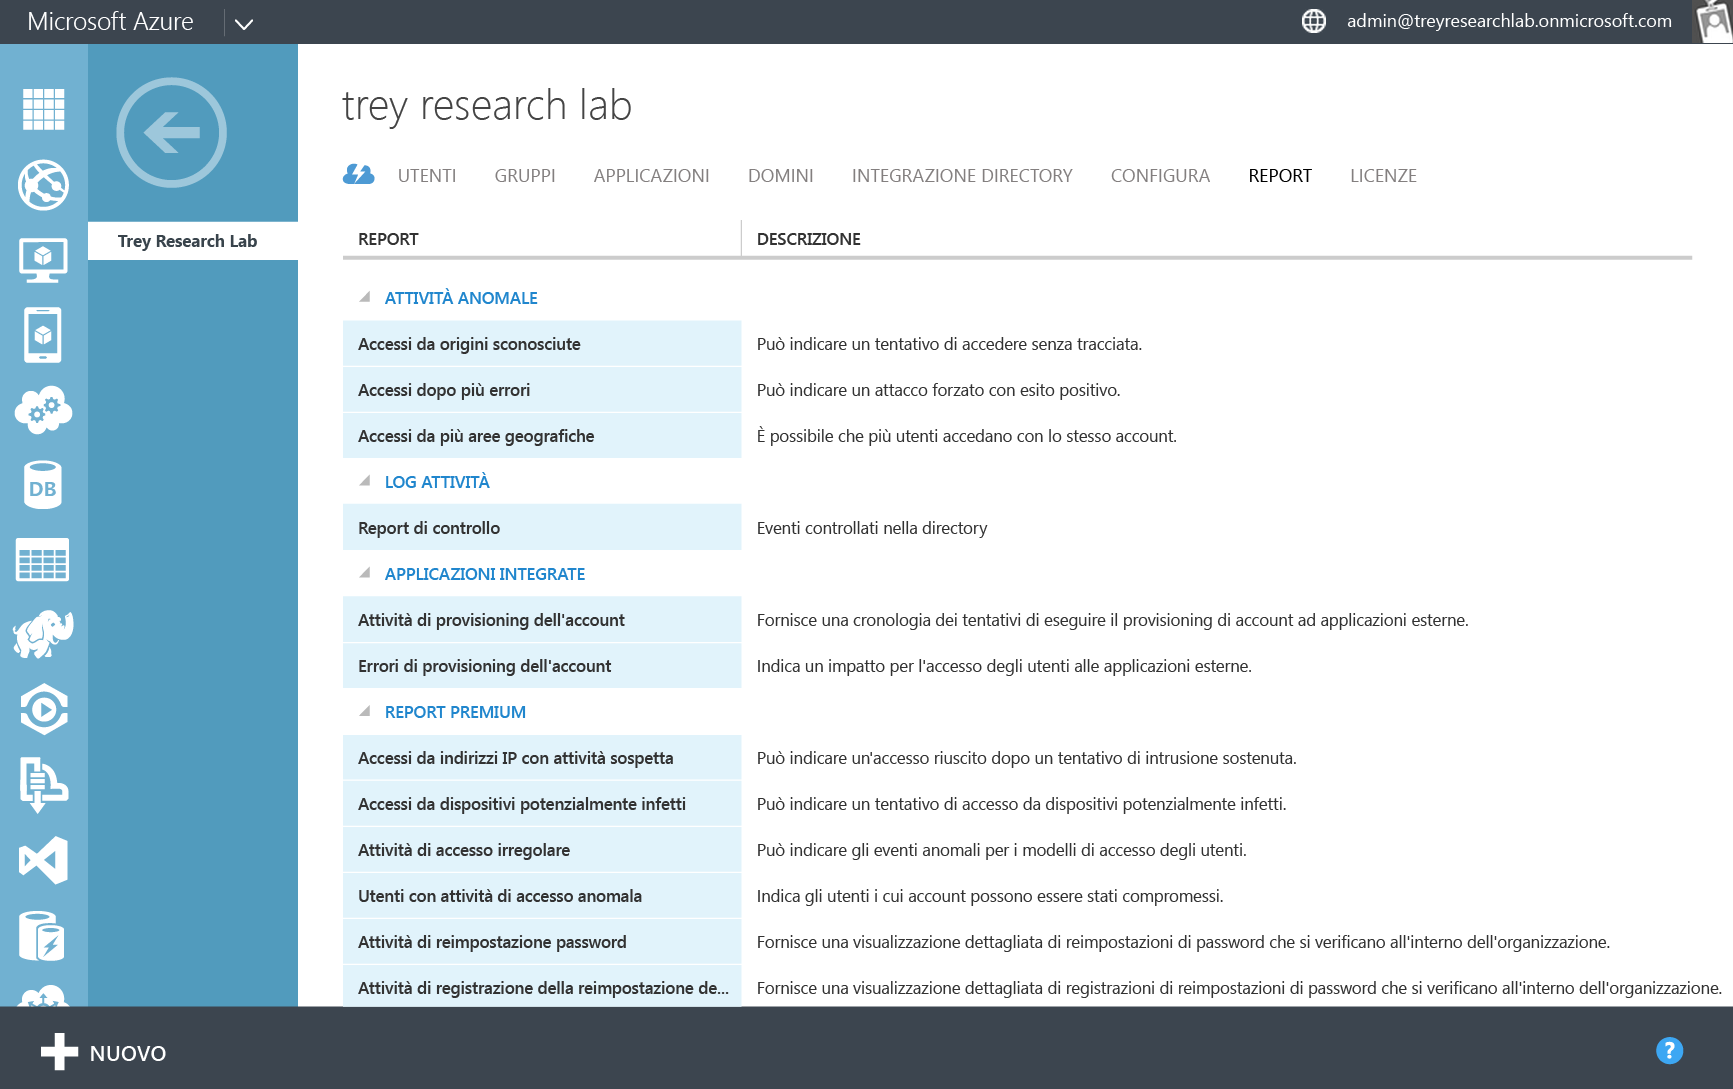 Microsoft Azure
admin@treyresearchlab.onmicrosoft.com
Trey Research Lab
trey research lab
UTENTI GRUPPI APPLICAZIONI DOMINI INTEGRAZIONE DIRECTORY CONFIGURA REPORT LICENZE
REPORT DESCRIZIONE
ATTIVITÀ ANOMALE
Accessi da origini sconosciute Può indicare un tentativo di accedere senza tracciata.
Accessi dopo più errori Può indicare un attacco forzato con esito positivo.
Accessi da più aree geografiche È possibile che più utenti accedano con lo stesso account.
LOG ATTIVITÀ
Report di controllo Eventi controllati nella directory
APPLICAZIONI INTEGRATE
Attività di provisioning dell'account Fornisce una cronologia dei tentativi di eseguire il provisioning di account ad applicazioni esterne.
Errori di provisioning dell'account Indica un impatto per l'accesso degli utenti alle applicazioni esterne.
REPORT PREMIUM
Accessi da indirizzi IP con attività sospetta Può indicare un'accesso riuscito dopo un tentativo di intrusione sostenuta.
Accessi da dispositivi potenzialmente infetti Può indicare un tentativo di accesso da dispositivi potenzialmente infetti.
Attività di accesso irregolare Può indicare gli eventi anomali per i modelli di accesso degli utenti.
Utenti con attività di accesso anomala Indica gli utenti i cui account possono essere stati compromessi.
Attività di reimpostazione password Fornisce una visualizzazione dettagliata di reimpostazioni di password che si verificano all'interno dell'organizzazione.
Attività di registrazione della reimpostazione de... Fornisce una visualizzazione dettagliata di registrazioni di reimpostazioni di password che si verificano all'interno dell'organizzazione.
DB
NUOVO
?